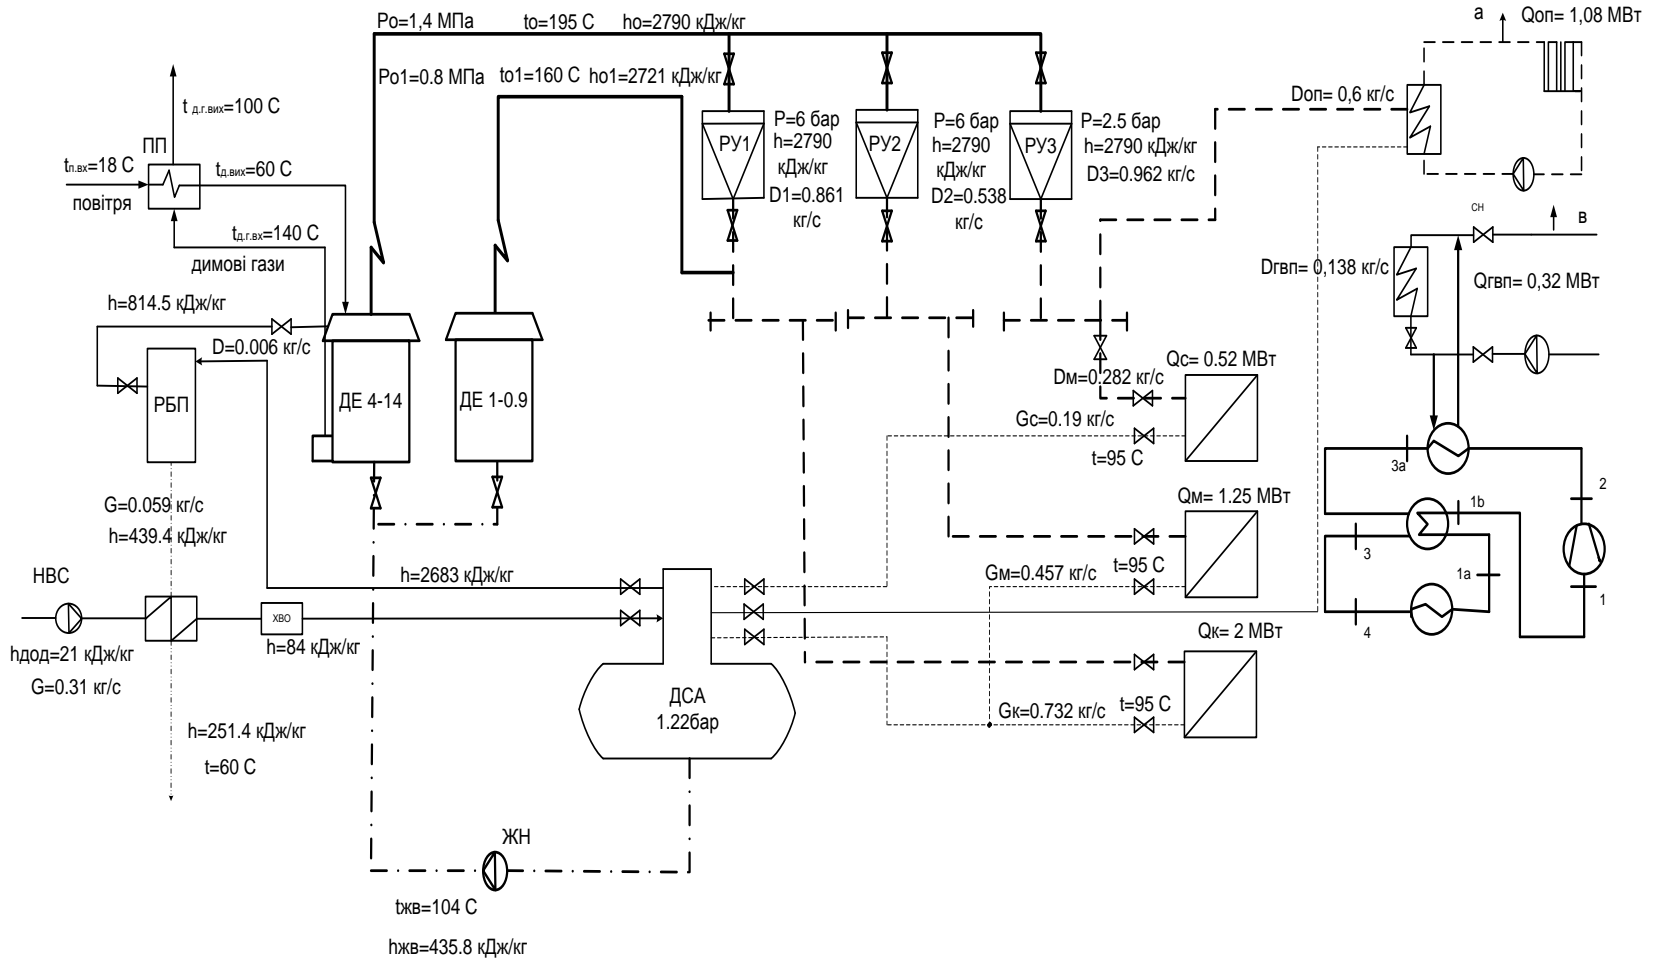 Ро=1,4 МПа
to=195 C
ho=2790 кДж/кг
а
Qоп = 1,08 МВт
Ро1=0.8 МПа
to1=160 C
ho1=2721 кДж/кг
t д.г.вих=100 С
Dоп= 0,6 кг/с
ПП
tп.вх=18 С
tд.вих=60 С
повітря
РУ1
Р=6 бар
h=2790
кДж/кг
D1=0.861
кг/с
РУ2
Р=6 бар
h=2790
кДж/кг
D2=0.538
кг/с
РУ3
Р=2.5 бар
h=2790 кДж/кг
D3=0.962 кг/с
tд.г.вх=140 С
димові гази
СН
в
Dгвп= 0,138 кг/с
Qгвп= 0,32 МВт
h=814.5 кДж/кг
D=0.006 кг/с
РБП
ДЕ 4-14
ДЕ 1-0.9
Qс= 0.52 МВт
Dм=0.282 кг/с
Gс=0.19 кг/с
t=95 С
3а
2
G=0.059 кг/с
h=439.4 кДж/кг
Qм= 1.25 МВт
1b
3
1а
1
4
НВС
h=2683 кДж/кг
Gм=0.457 кг/с
t=95 С
ХВО
hдод=21 кДж/кг
h=84 кДж/кг
G=0.31 кг/с
Qк= 2 МВт
ДСА
1.22бар
Gк=0.732 кг/с
t=95 С
h=251.4 кДж/кг
t=60 С
ЖН
tжв=104 С
hжв=435.8 кДж/кг